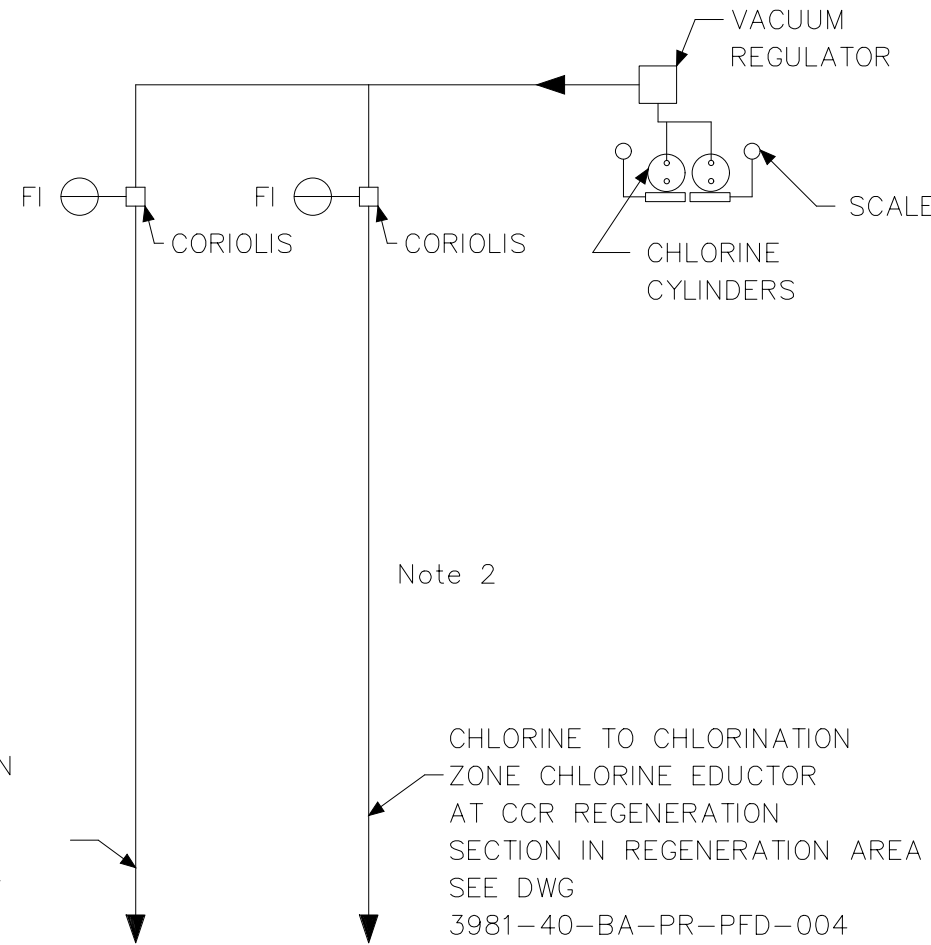 VACUUM
REGULATOR
FI
FI
SCALE
CORIOLIS
CORIOLIS
CHLORINE
CYLINDERS
Note 2
CHLORINE TO CHLORINATION
ZONE CHLORINE EDUCTOR
AT CCR REGENERATION
SECTION IN REGENERATION AREA
SEE DWG
3981-40-BA-PR-PFD-004
N